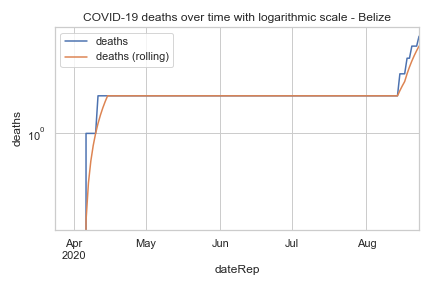 COVID-19 deaths over time with logarithmic scale - Belize
deaths
deaths (rolling)
deaths
10⁰
Apr
2020
May
Jun
Jul
Aug
dateRep